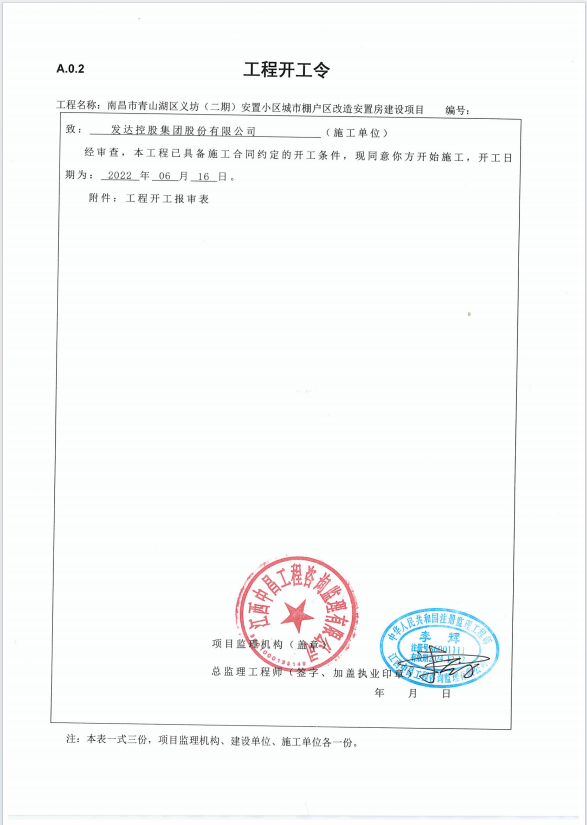 A.0.2
工程开工令
工程名称：南昌市青山湖区义坊（二期）安置小区城市棚户区改造安置房建设项目 编号：
致： 发达控股集团股份有限公司 （施工单位）
经审查，本工程已具备施工合同约定的开工条件，现同意你方开始施工，开工日
期为： 2022 年 06 月 16 日。
附件：工程开工报审表
江西中昌工程咨询监理有限公司
中华人民共和国注册监理工程师
李 辉
项目监理机构（盖章）
总监理工程师（签字、加盖执业印章）
年 月 日
注：本表一式三份，项目监理机构、建设单位、施工单位各一份。